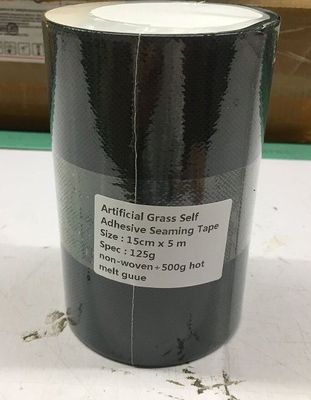 Artificial Grass Self
Adhesive Seaming Tape
Size : 15cm x 5 m
Spec : 125g
non-woven+500g hot
melt guue